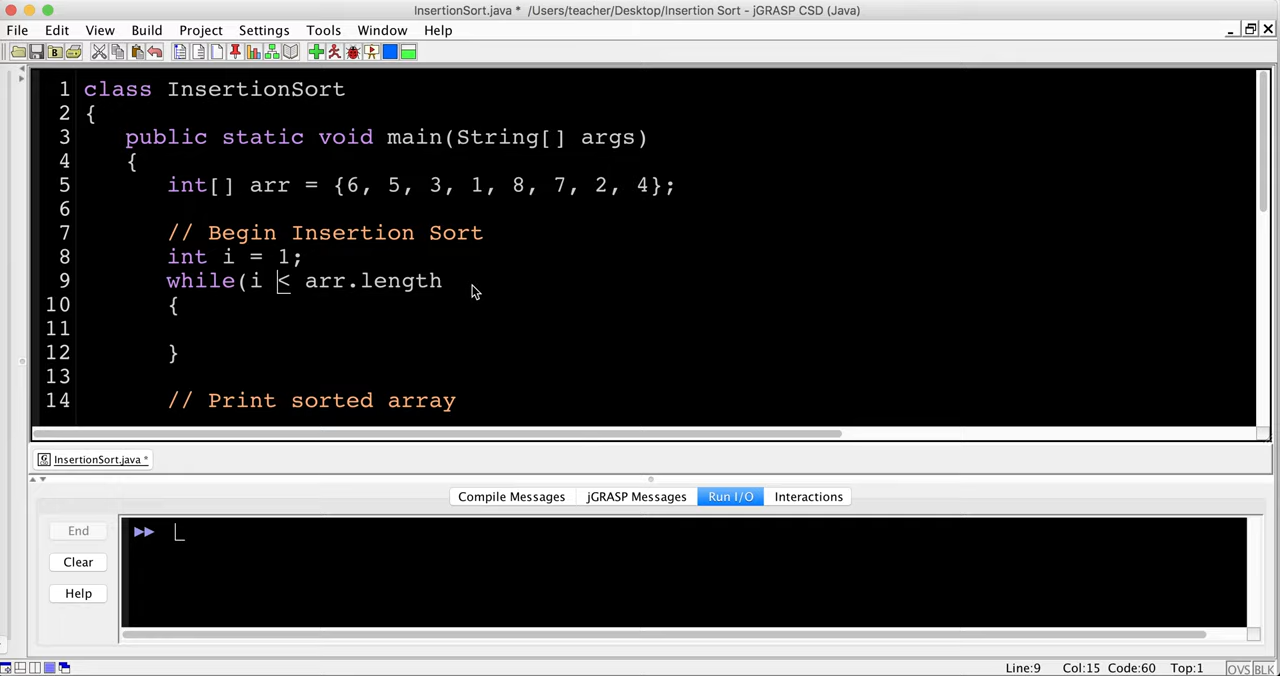 InsertionSort.java * /Users/teacher/Desktop/Insertion Sort - jGRASP CSD (Java)
File Edit View Build Project Settings Tools Window Help
1 class InsertionSort
2 {
3 public static void main(String[] args)
4 {
5 int[] arr = {6, 5, 3, 1, 8, 7, 2, 4};
6
7 // Begin Insertion Sort
8 int i = 1;
9 while(i < arr.length
10 {
11
12 }
13
14 // Print sorted array
InsertionSort.java *
Compile Messages jGRASP Messages Run I/O Interactions
End
Clear
Help
Line:9 Col:15 Code:60 Top:1 OVS BLK